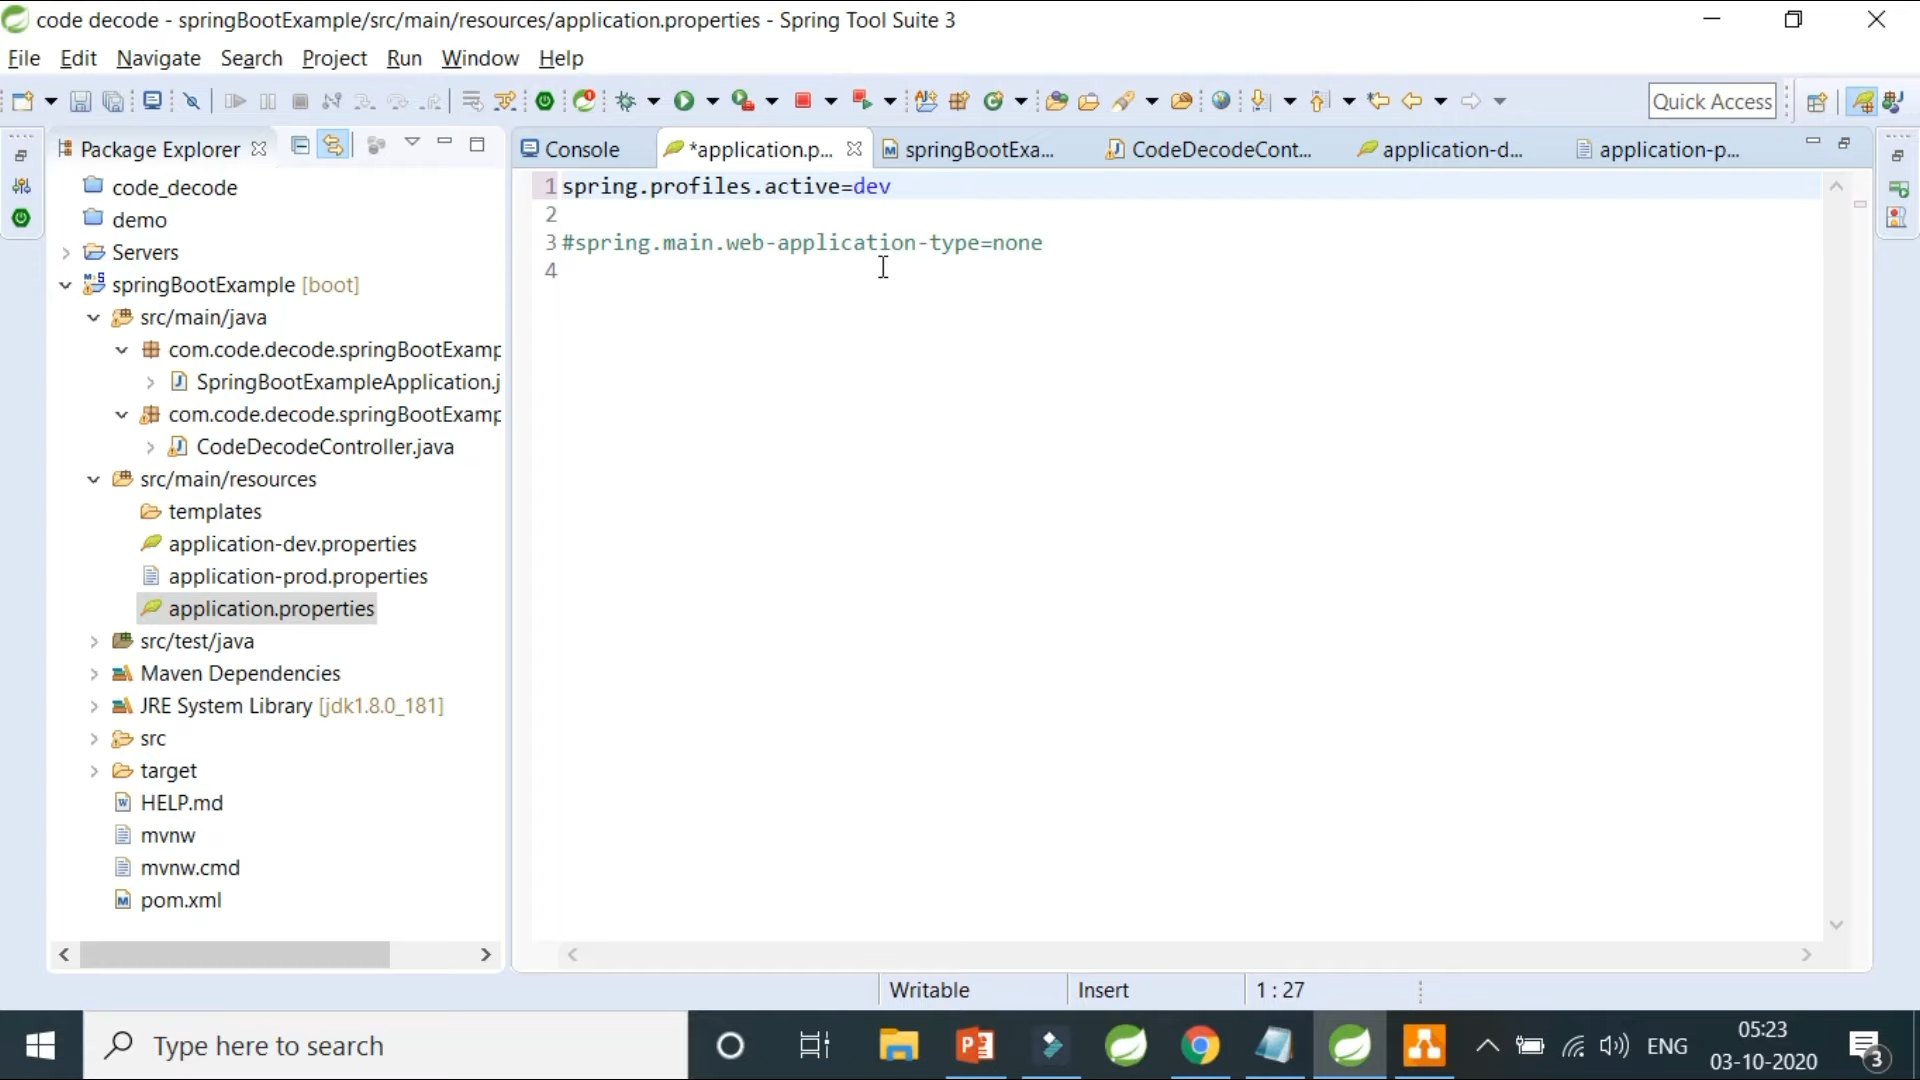 code decode - springBootExample/src/main/resources/application.properties - Spring Tool Suite 3
File Edit Navigate Search Project Run Window Help
Quick Access
Package Explorer
Console
*application.p...
springBootExa...
CodeDecodeCont...
application-d...
application-p...
code_decode
demo
Servers
springBootExample [boot]
src/main/java
com.code.decode.springBootExamp
SpringBootExampleApplication.j
com.code.decode.springBootExamp
CodeDecodeController.java
src/main/resources
templates
application-dev.properties
application-prod.properties
application.properties
src/test/java
Maven Dependencies
JRE System Library [jdk1.8.0_181]
src
target
HELP.md
mvnw
mvnw.cmd
pom.xml
1 spring.profiles.active=dev
2
3 #spring.main.web-application-type=none
4
Writable Insert 1 : 27
Type here to search
ENG
05:23
03-10-2020
3